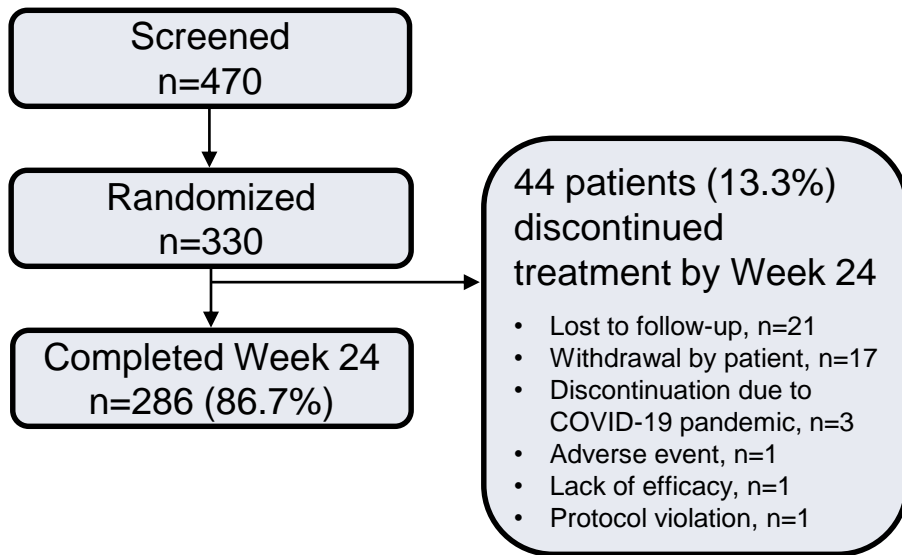 Screened
n=470
Randomized
n=330
Completed Week 24
n=286 (86.7%)
44 patients (13.3%)
discontinued
treatment by Week 24
• Lost to follow-up, n=21
• Withdrawal by patient, n=17
• Discontinuation due to
COVID-19 pandemic, n=3
• Adverse event, n=1
• Lack of efficacy, n=1
• Protocol violation, n=1